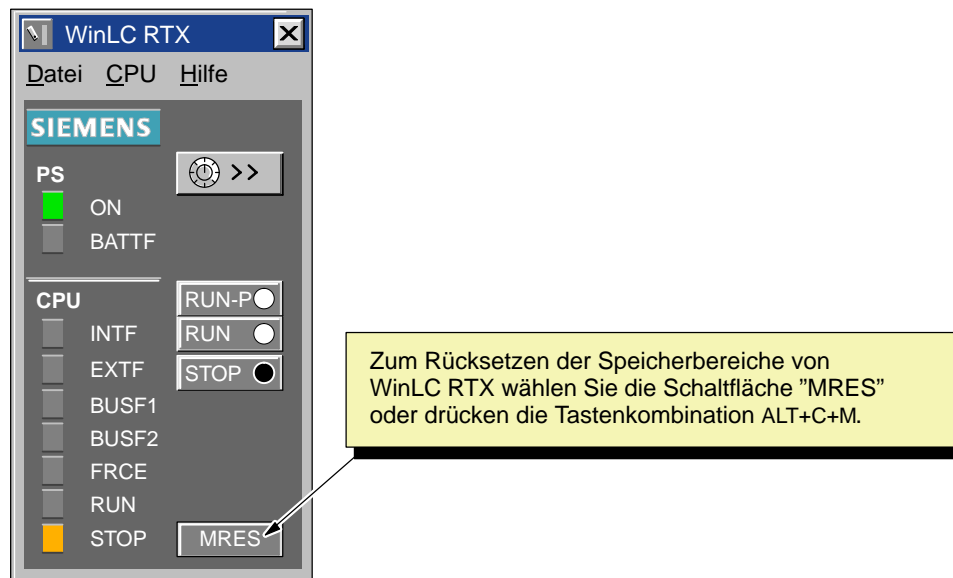 WinLC RTX
Datei CPU Hilfe
SIEMENS
PS
>>
ON
BATTF
CPU
RUN-P
INTF
RUN
EXTF
STOP
BUSF1
BUSF2
FRCE
RUN
STOP
MRES
Zum Rücksetzen der Speicherbereiche von
WinLC RTX wählen Sie die Schaltfläche ”MRES”
oder drücken die Tastenkombination ALT+C+M.